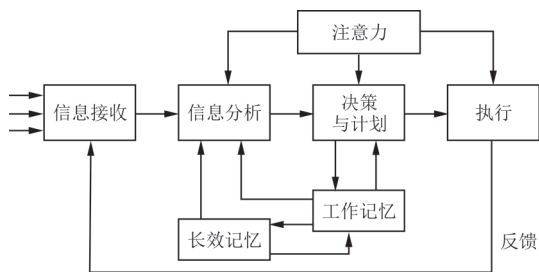 注意力
信息接收
信息分析
决策
与计划
执行
工作记忆
长效记忆
反馈